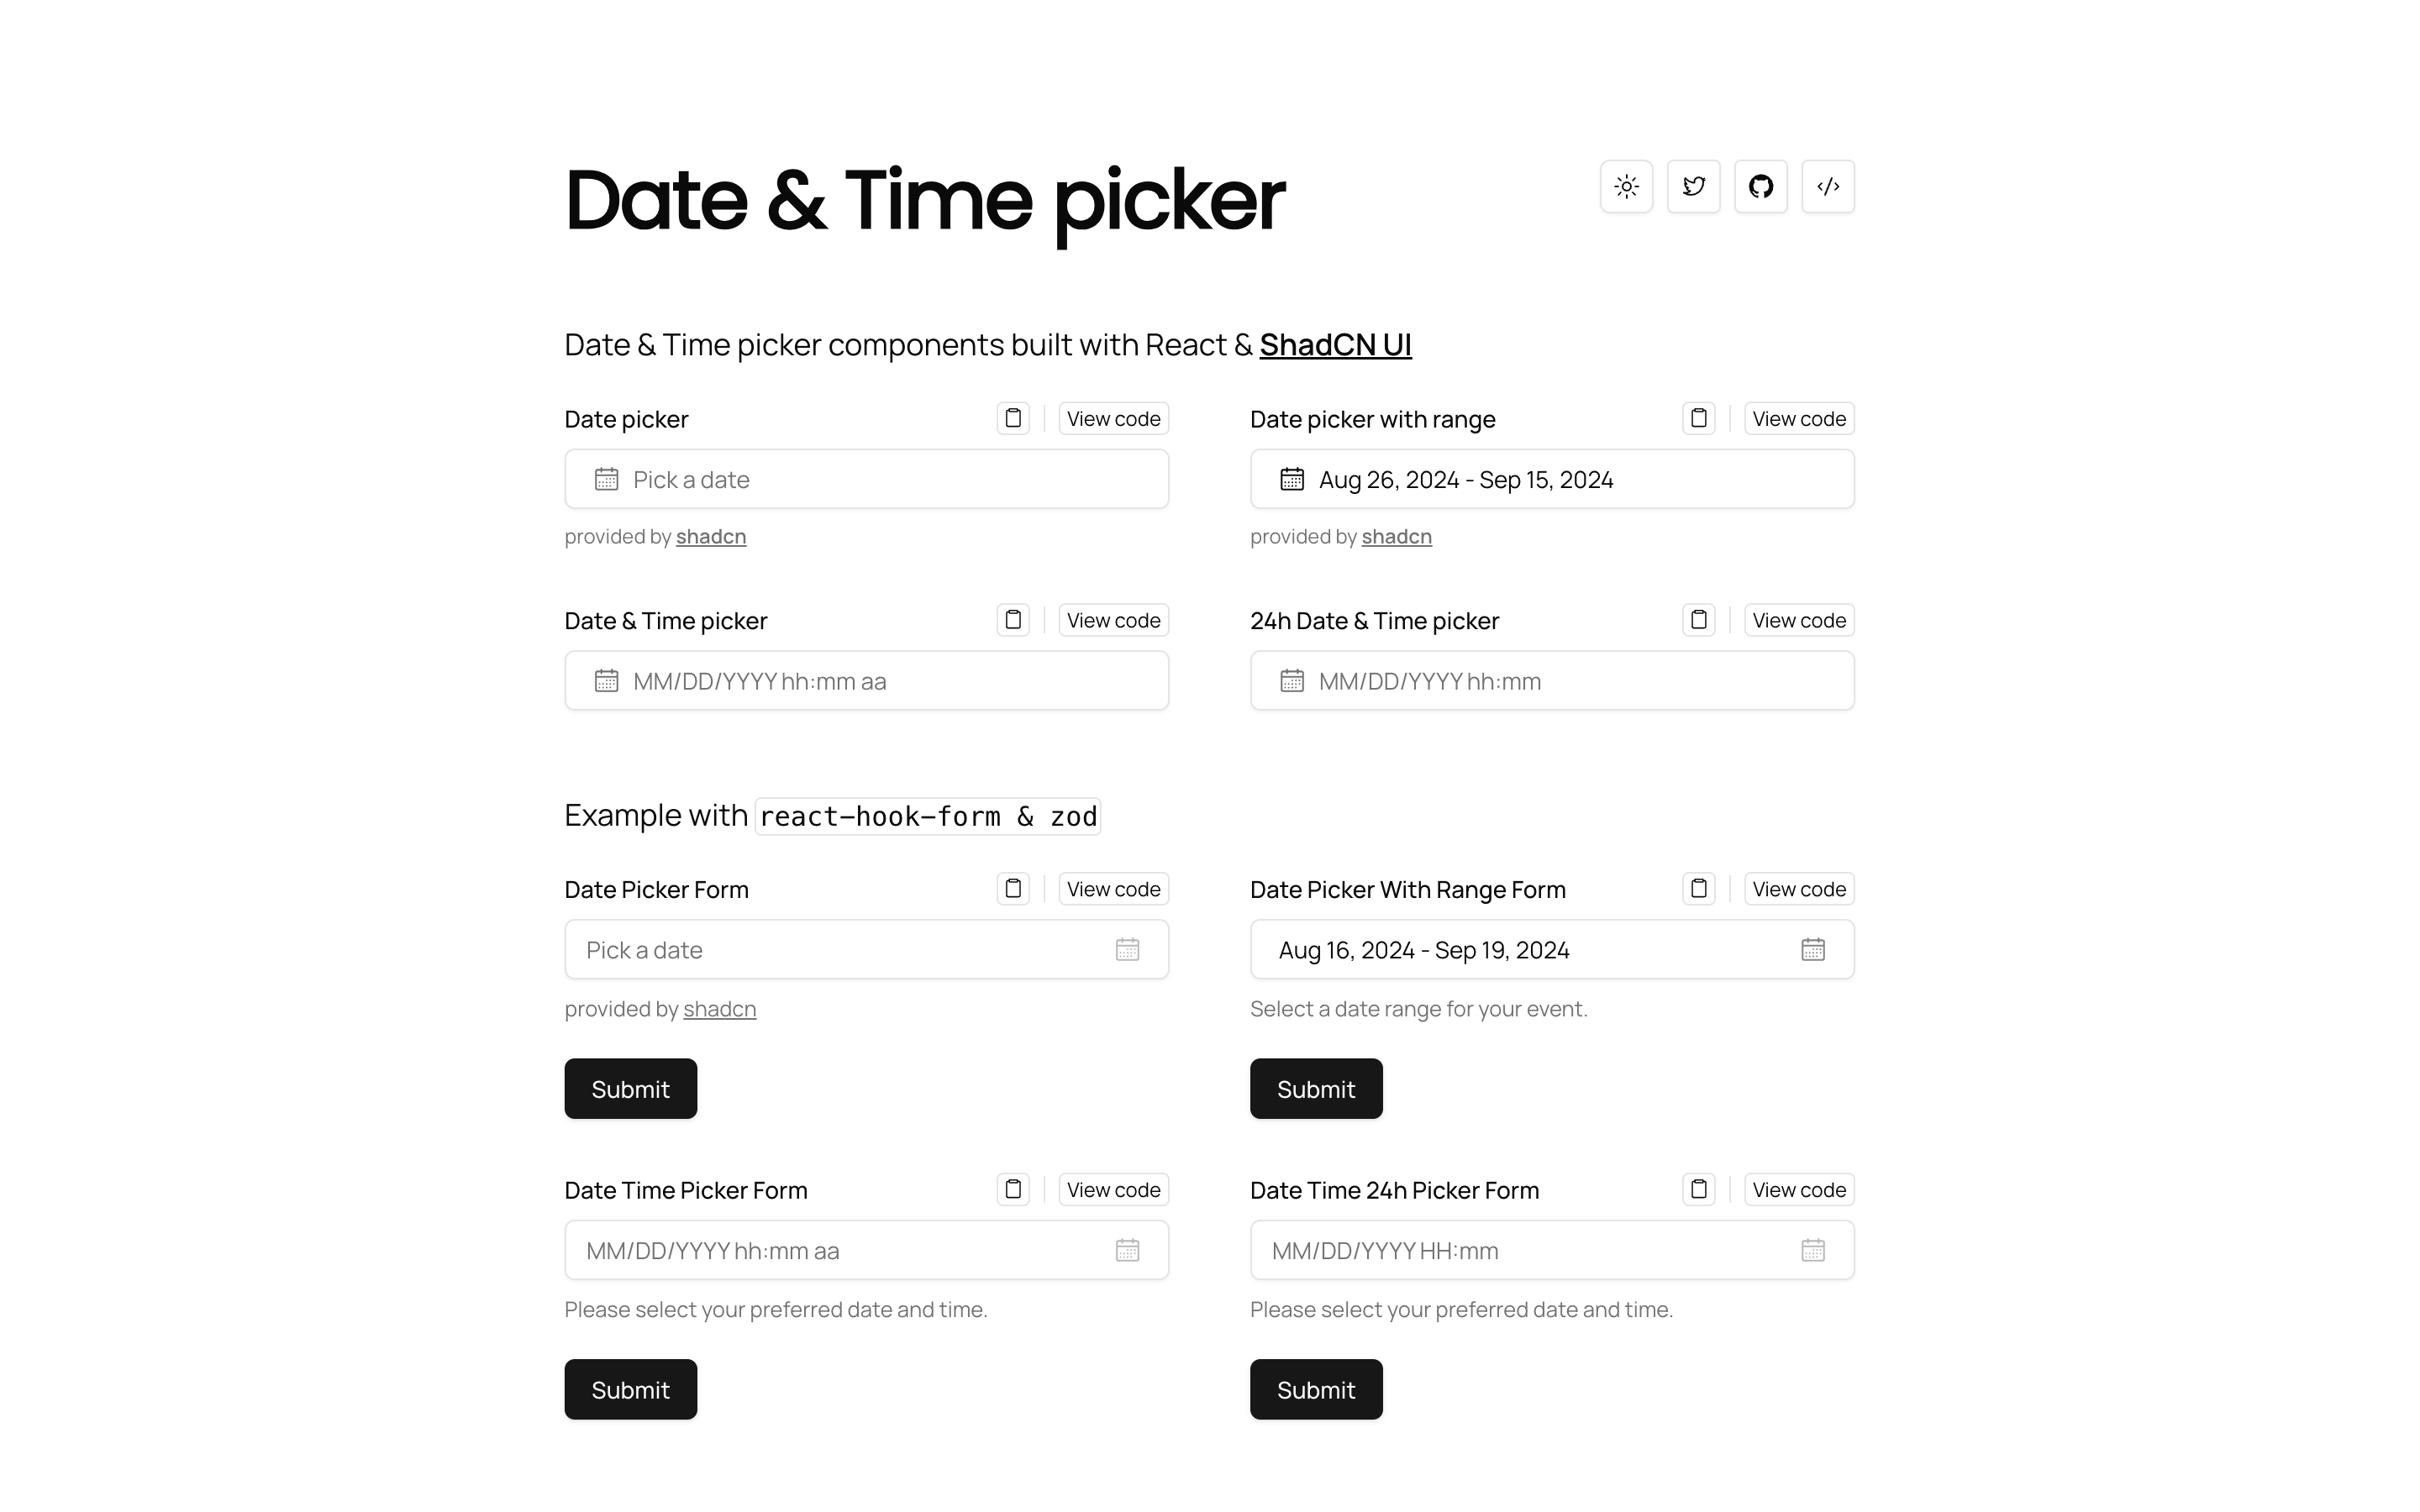 Date & Time picker
Date & Time picker components built with React & ShadCN UI
Date picker
View code
Pick a date
provided by shadcn
Date picker with range
View code
Aug 26, 2024 - Sep 15, 2024
provided by shadcn
Date & Time picker
View code
MM/DD/YYYY hh:mm aa
24h Date & Time picker
View code
MM/DD/YYYY hh:mm
Example with react-hook-form & zod
Date Picker Form
View code
Pick a date
provided by shadcn
Submit
Date Picker With Range Form
View code
Aug 16, 2024 - Sep 19, 2024
Select a date range for your event.
Submit
Date Time Picker Form
View code
MM/DD/YYYY hh:mm aa
Please select your preferred date and time.
Submit
Date Time 24h Picker Form
View code
MM/DD/YYYY HH:mm
Please select your preferred date and time.
Submit